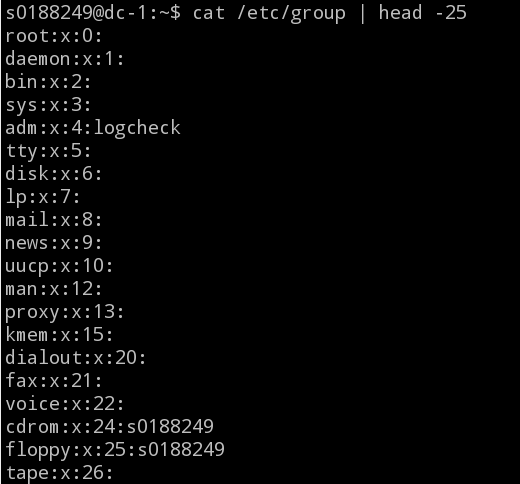 s0188249@dc-1:~$ cat /etc/group | head -25
root:x:0:
daemon:x:1:
bin:x:2:
sys:x:3:
adm:x:4:logcheck
tty:x:5:
disk:x:6:
lp:x:7:
mail:x:8:
news:x:9:
uucp:x:10:
man:x:12:
proxy:x:13:
kmem:x:15:
dialout:x:20:
fax:x:21:
voice:x:22:
cdrom:x:24:s0188249
floppy:x:25:s0188249
tape:x:26: